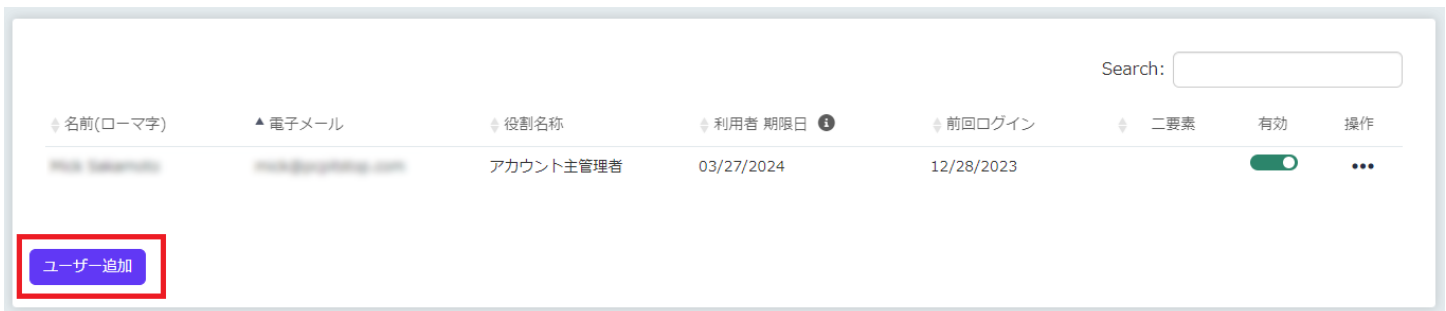 Search:
名前(ローマ字) 電子メール 役割名称 利用者 期限日 前回ログイン 二要素 有効 操作
アカウント主管理者 03/27/2024 12/28/2023
ユーザー追加